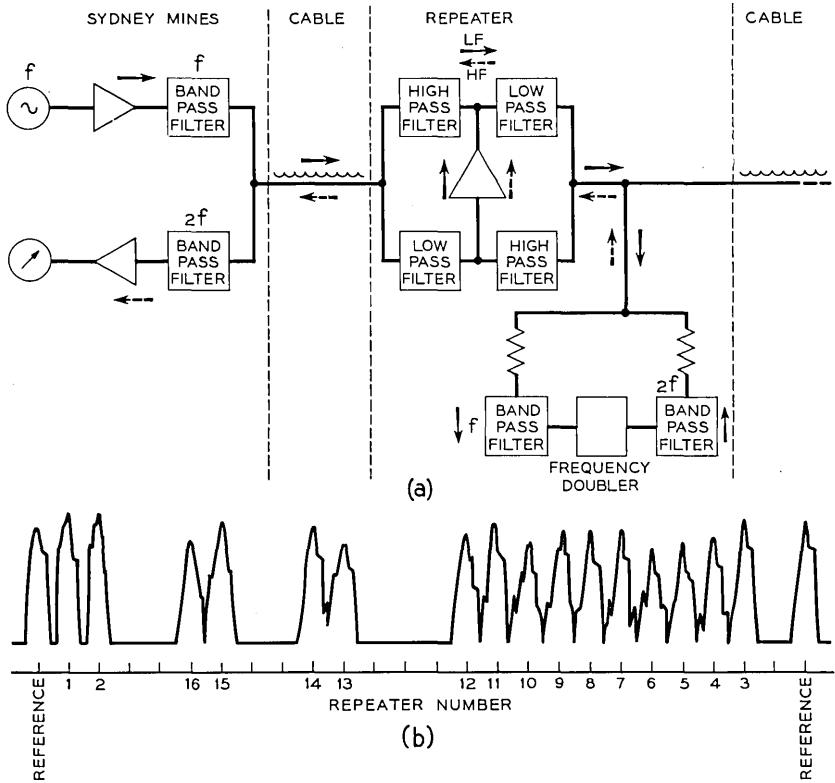 SYDNEY MINES
CABLE
REPEATER
CABLE
LF
HF
f
f
BAND
PASS
FILTER
HIGH
PASS
FILTER
LOW
PASS
FILTER
2f
BAND
PASS
FILTER
LOW
PASS
FILTER
HIGH
PASS
FILTER
f
BAND
PASS
FILTER
2f
BAND
PASS
FILTER
FREQUENCY
DOUBLER
(a)
REFERENCE 1 2 16 15 14 13 12 11 10 9 8 7 6 5 4 3 REFERENCE
REPEATER NUMBER
(b)